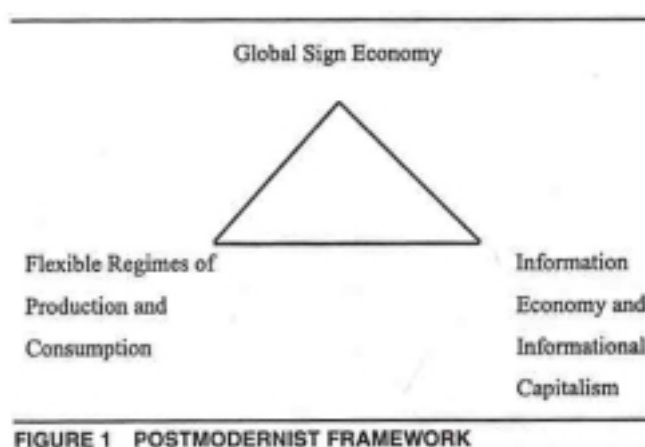 Global Sign Economy
Flexible Regimes of
Production and
Consumption
Information
Economy and
Informational
Capitalism
FIGURE 1 POSTMODERNIST FRAMEWORK